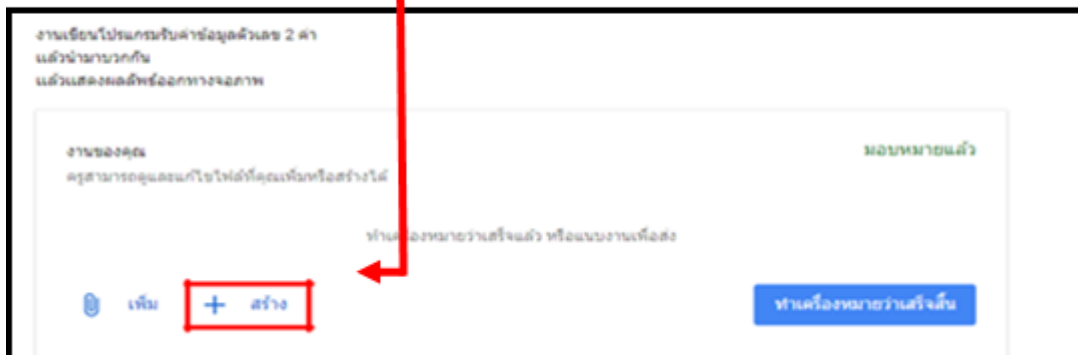 งานเขียนโปรแกรมรับค่าข้อมูลตัวเลข 2 ค่า
แล้วนำมาบวกกัน
แล้วแสดงผลลัพธ์ออกทางจอภาพ
งานของคุณ
มอบหมายแล้ว
ครูสามารถดูและแก้ไขไฟล์ที่คุณเพิ่มหรือสร้างได้
ทำเครื่องหมายว่าเสร็จแล้ว หรือแนบงานเพื่อส่ง
เพิ่ม
+ สร้าง
ทำเครื่องหมายว่าเสร็จสิ้น